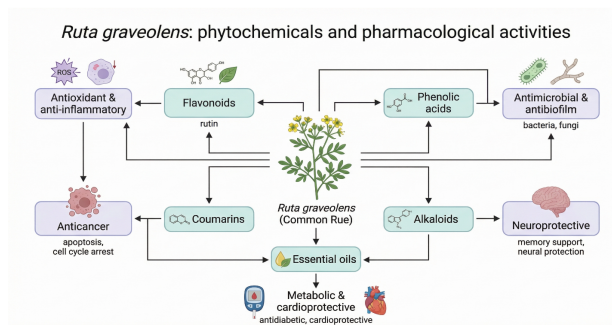 Ruta graveolens: phytochemicals and pharmacological activities
ROS
Antioxidant &
anti-inflammatory
Flavonoids
rutin
Phenolic
acids
Antimicrobial &
antibiofilm
bacteria, fungi
Anticancer
apoptosis,
cell cycle arrest
Coumarins
Ruta graveolens
(Common Rue)
Alkaloids
Neuroprotective
memory support,
neural protection
Essential oils
Metabolic &
cardioprotective
antidiabetic, cardioprotective